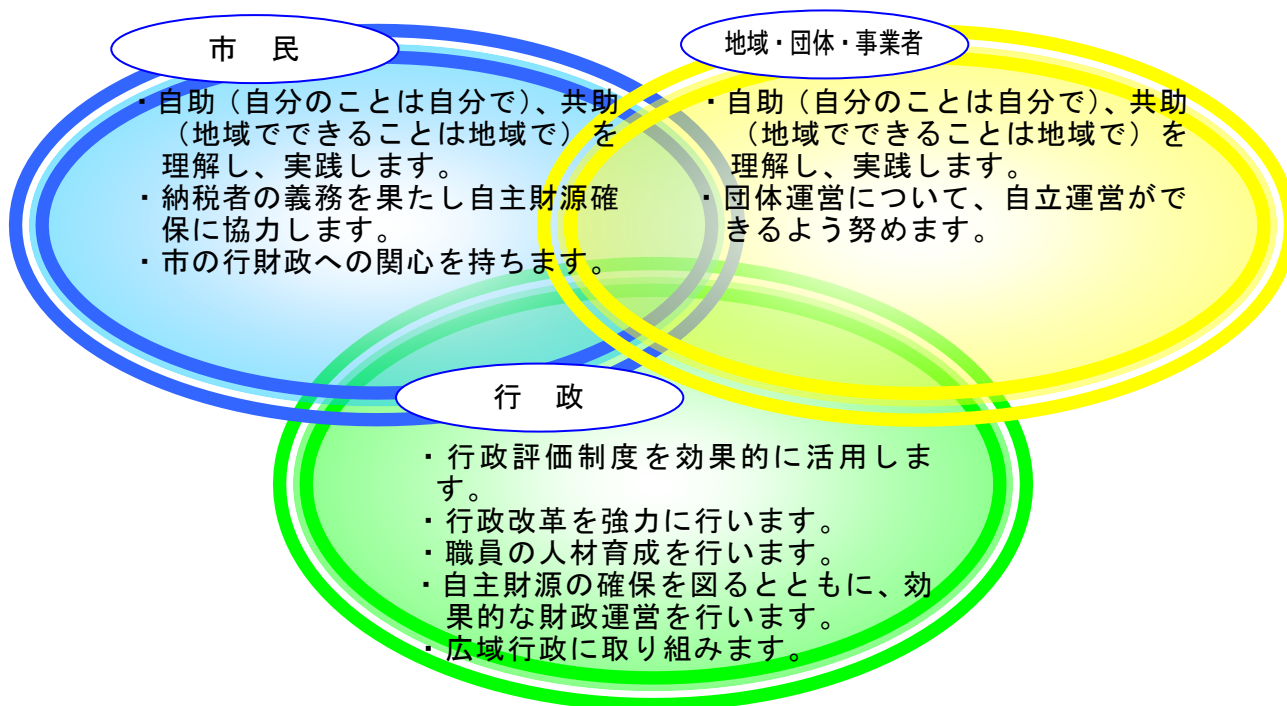 市　民
・自助（自分のことは自分で）、共助
（地域でできることは地域で）を
理解し、実践します。
・納税者の義務を果たし自主財源確
保に協力します。
・市の行財政への関心を持ちます。
地域・団体・事業者
・自助（自分のことは自分で）、共助
（地域でできることは地域で）を
理解し、実践します。
・団体運営について、自立運営がで
きるよう努めます。
行　政
・行政評価制度を効果的に活用しま
す。
・行政改革を強力に行います。
・職員の人材育成を行います。
・自主財源の確保を図るとともに、効
果的な財政運営を行います。
・広域行政に取り組みます。